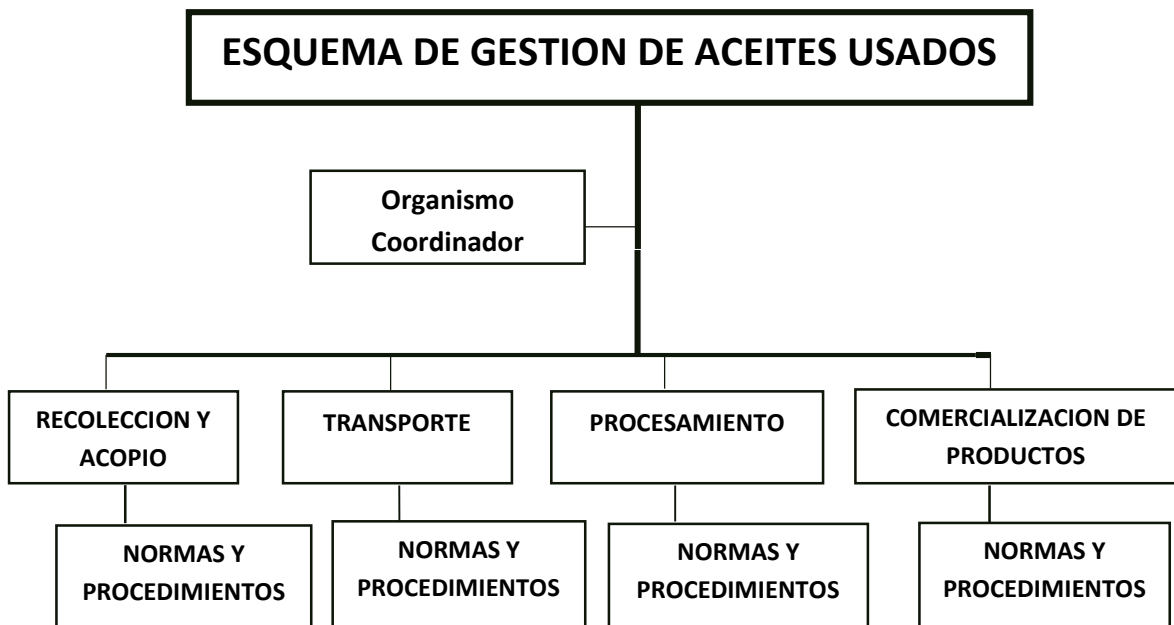 ESQUEMA DE GESTION DE ACEITES USADOS
Organismo
Coordinador
RECOLECCION Y
ACOPIO
TRANSPORTE
PROCESAMIENTO
COMERCIALIZACION DE
PRODUCTOS
NORMAS Y
PROCEDIMIENTOS
NORMAS Y
PROCEDIMIENTOS
NORMAS Y
PROCEDIMIENTOS
NORMAS Y
PROCEDIMIENTOS